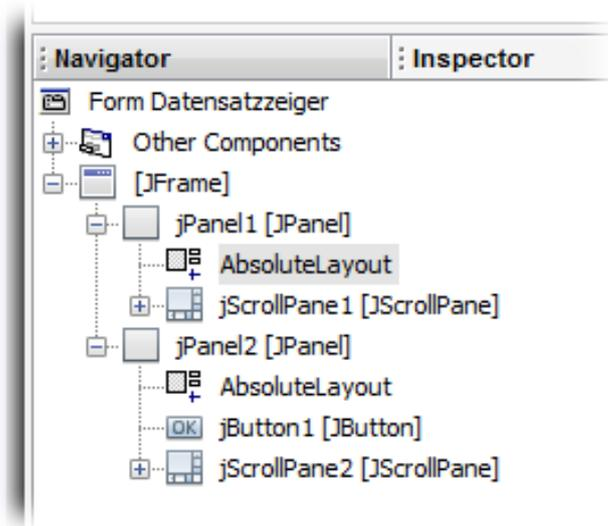 Navigator Inspector
Form Datensatzzeiger
Other Components
[JFrame]
jPanel1 [JPanel]
AbsoluteLayout
jScrollPane1 [JScrollPane]
jPanel2 [JPanel]
AbsoluteLayout
OK jButton1 [JButton]
jScrollPane2 [JScrollPane]